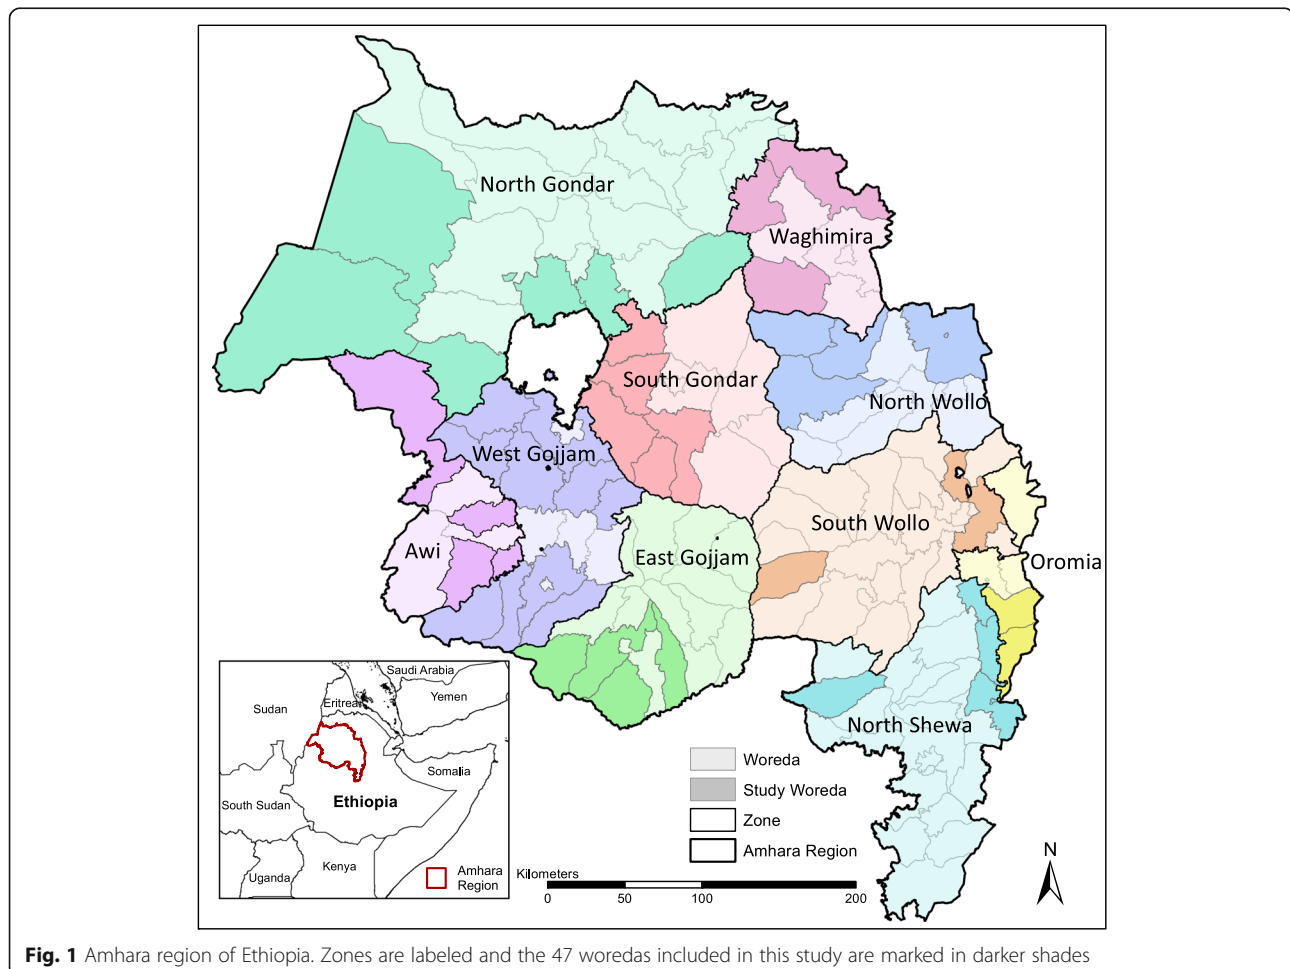 North Gondar
Waghimira
South Gondar
North Wollo
West Gojjam
South Wollo
Awi
East Gojjam
Oromia
North Shewa
Saudi Arabia
Eritrea
Yemen
Sudan
Somalia
South Sudan
Ethiopia
Kenya
Uganda
Amhara
Region
Woreda
Study Woreda
Zone
Amhara Region
Kilometers
0 50 100 200
N
Fig. 1 Amhara region of Ethiopia. Zones are labeled and the 47 woredas included in this study are marked in darker shades